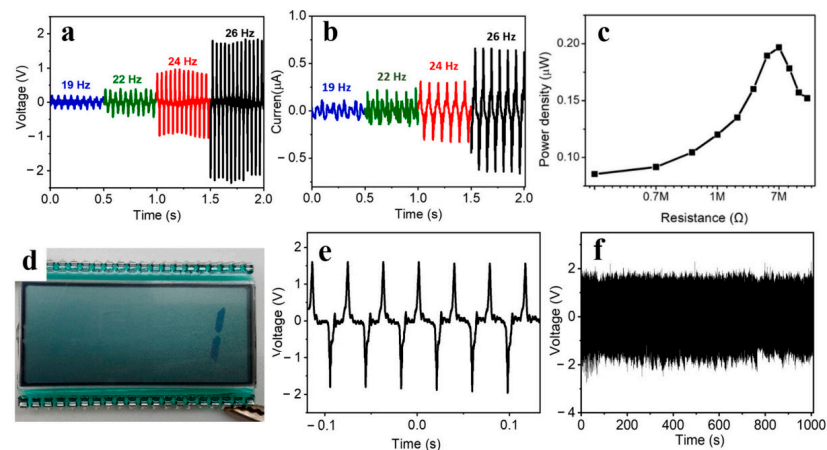 a
Voltage (V)
2
1
0
−1
−2
19 Hz
22 Hz
24 Hz
26 Hz
0.0 0.5 1.0 1.5 2.0
Time (s)
b
Curren(μA)
1.0
0.5
0.0
-0.5
19 Hz
22 Hz
24 Hz
26 Hz
0.0 0.5 1.0 1.5 2.0
Time (s)
c
Power density (μW)
0.20
0.15
0.10
0.7M 1M 7M
Resistance (Ω)
d
1
e
Voltage (V)
2
1
0
−1
−2
−0.1 0.0 0.1
Time (s)
f
Voltage (V)
4
2
0
−2
−4
0 200 400 600 800 1000
Time (s)